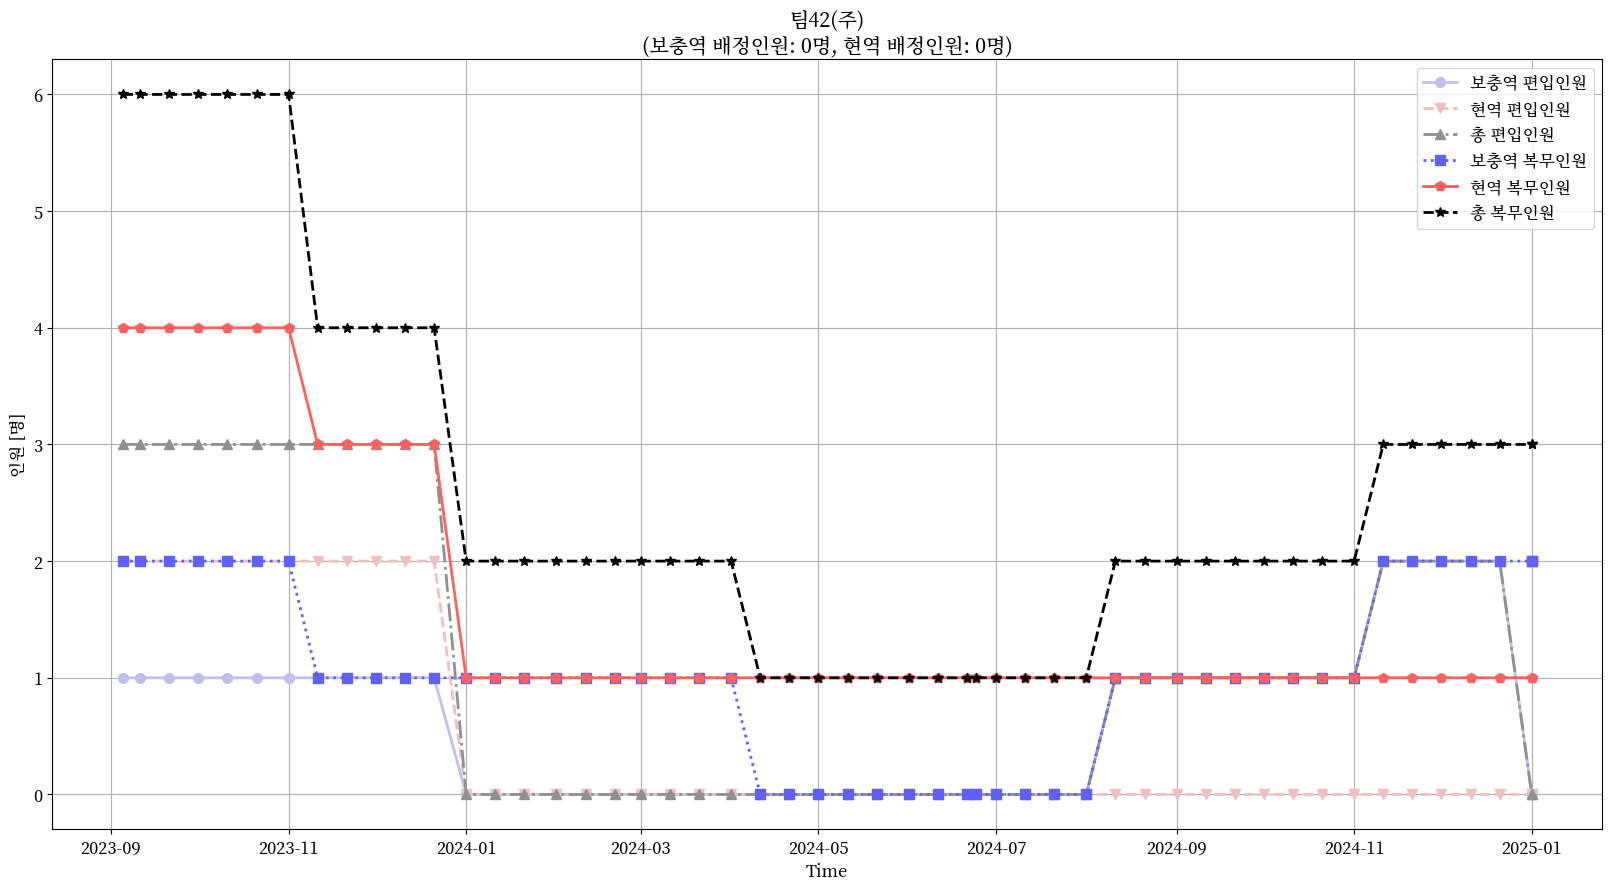 팀42(주)
(보충역 배정인원: 0명, 현역 배정인원: 0명)
보충역 편입인원
현역 편입인원
총 편입인원
보충역 복무인원
현역 복무인원
총 복무인원
인원 [명]
6
5
4
3
2
1
0
2023-09
2023-11
2024-01
2024-03
2024-05
2024-07
2024-09
2024-11
2025-01
Time